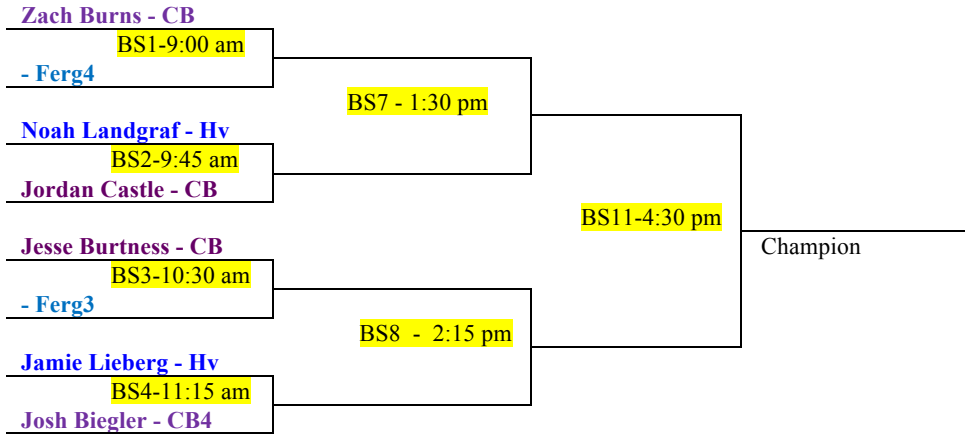 Zach Burns - CB
BS1-9:00 am
- Ferg4
BS7 - 1:30 pm
Noah Landgraf - Hv
BS2-9:45 am
Jordan Castle - CB
BS11-4:30 pm
Jesse Burtness - CB
Champion
BS3-10:30 am
- Ferg3
BS8 - 2:15 pm
Jamie Lieberg - Hv
BS4-11:15 am
Josh Biegler - CB4